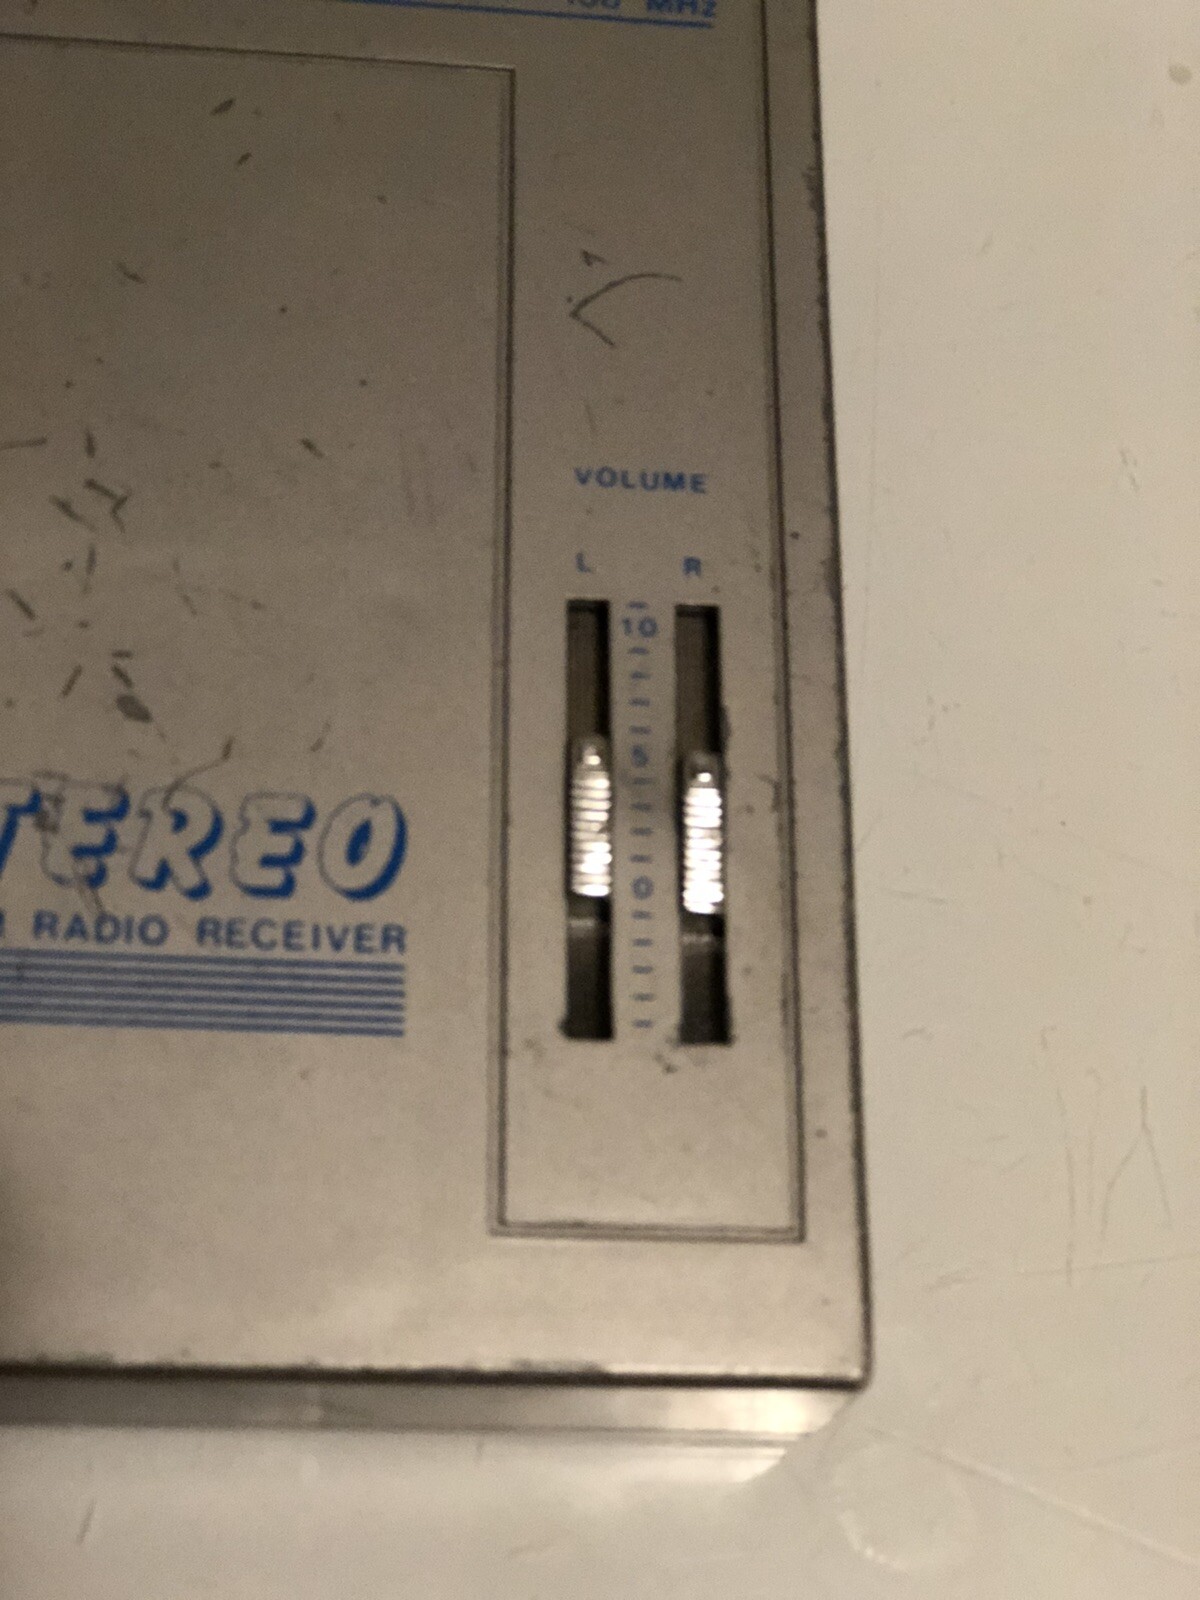 MHz
VOLUME
L R
10
5
0
TEREO
RADIO RECEIVER